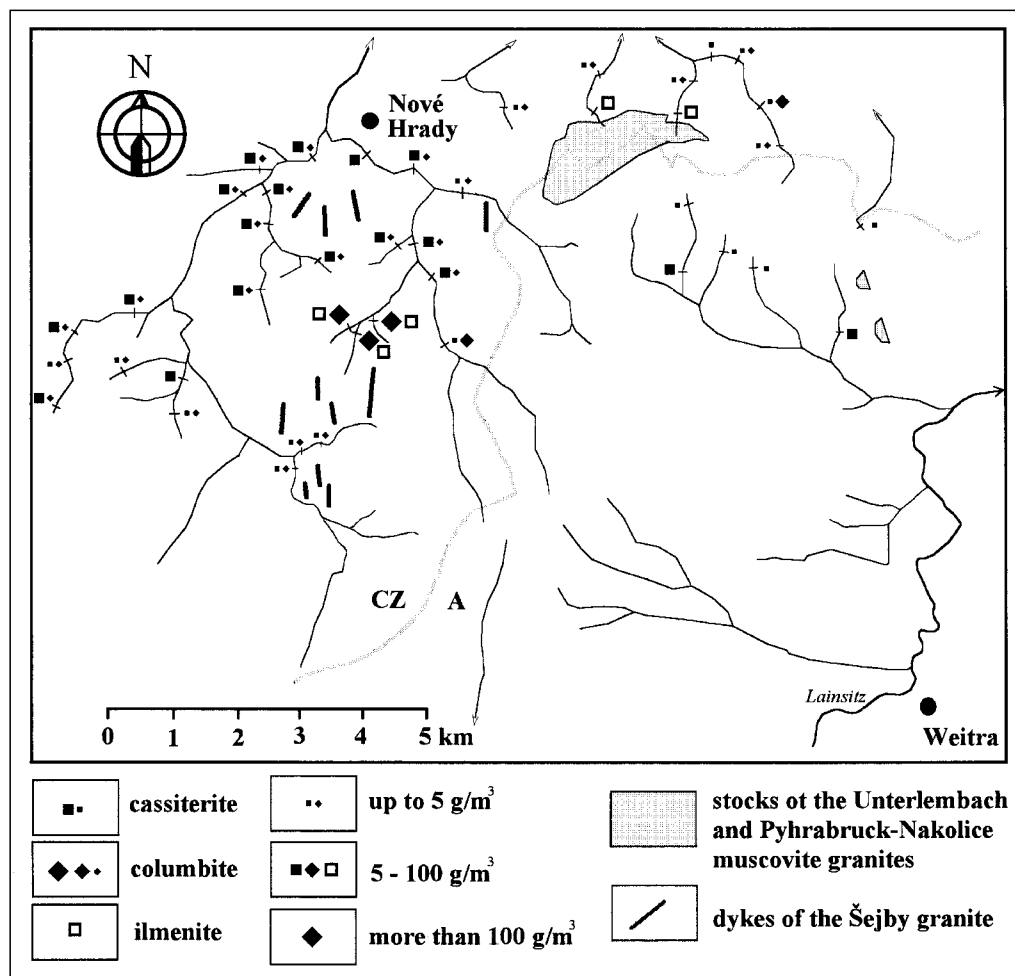 N
Nové
Hrady
CZ
A
0 1 2 3 4 5 km
Lainsitz
Weitra
cassiterite
columbite
ilmenite
up to 5 g/m³
5 - 100 g/m³
more than 100 g/m³
stocks ot the Unterlembach
and Pyhrabruck-Nakolice
muscovite granites
dykes of the Šejby granite